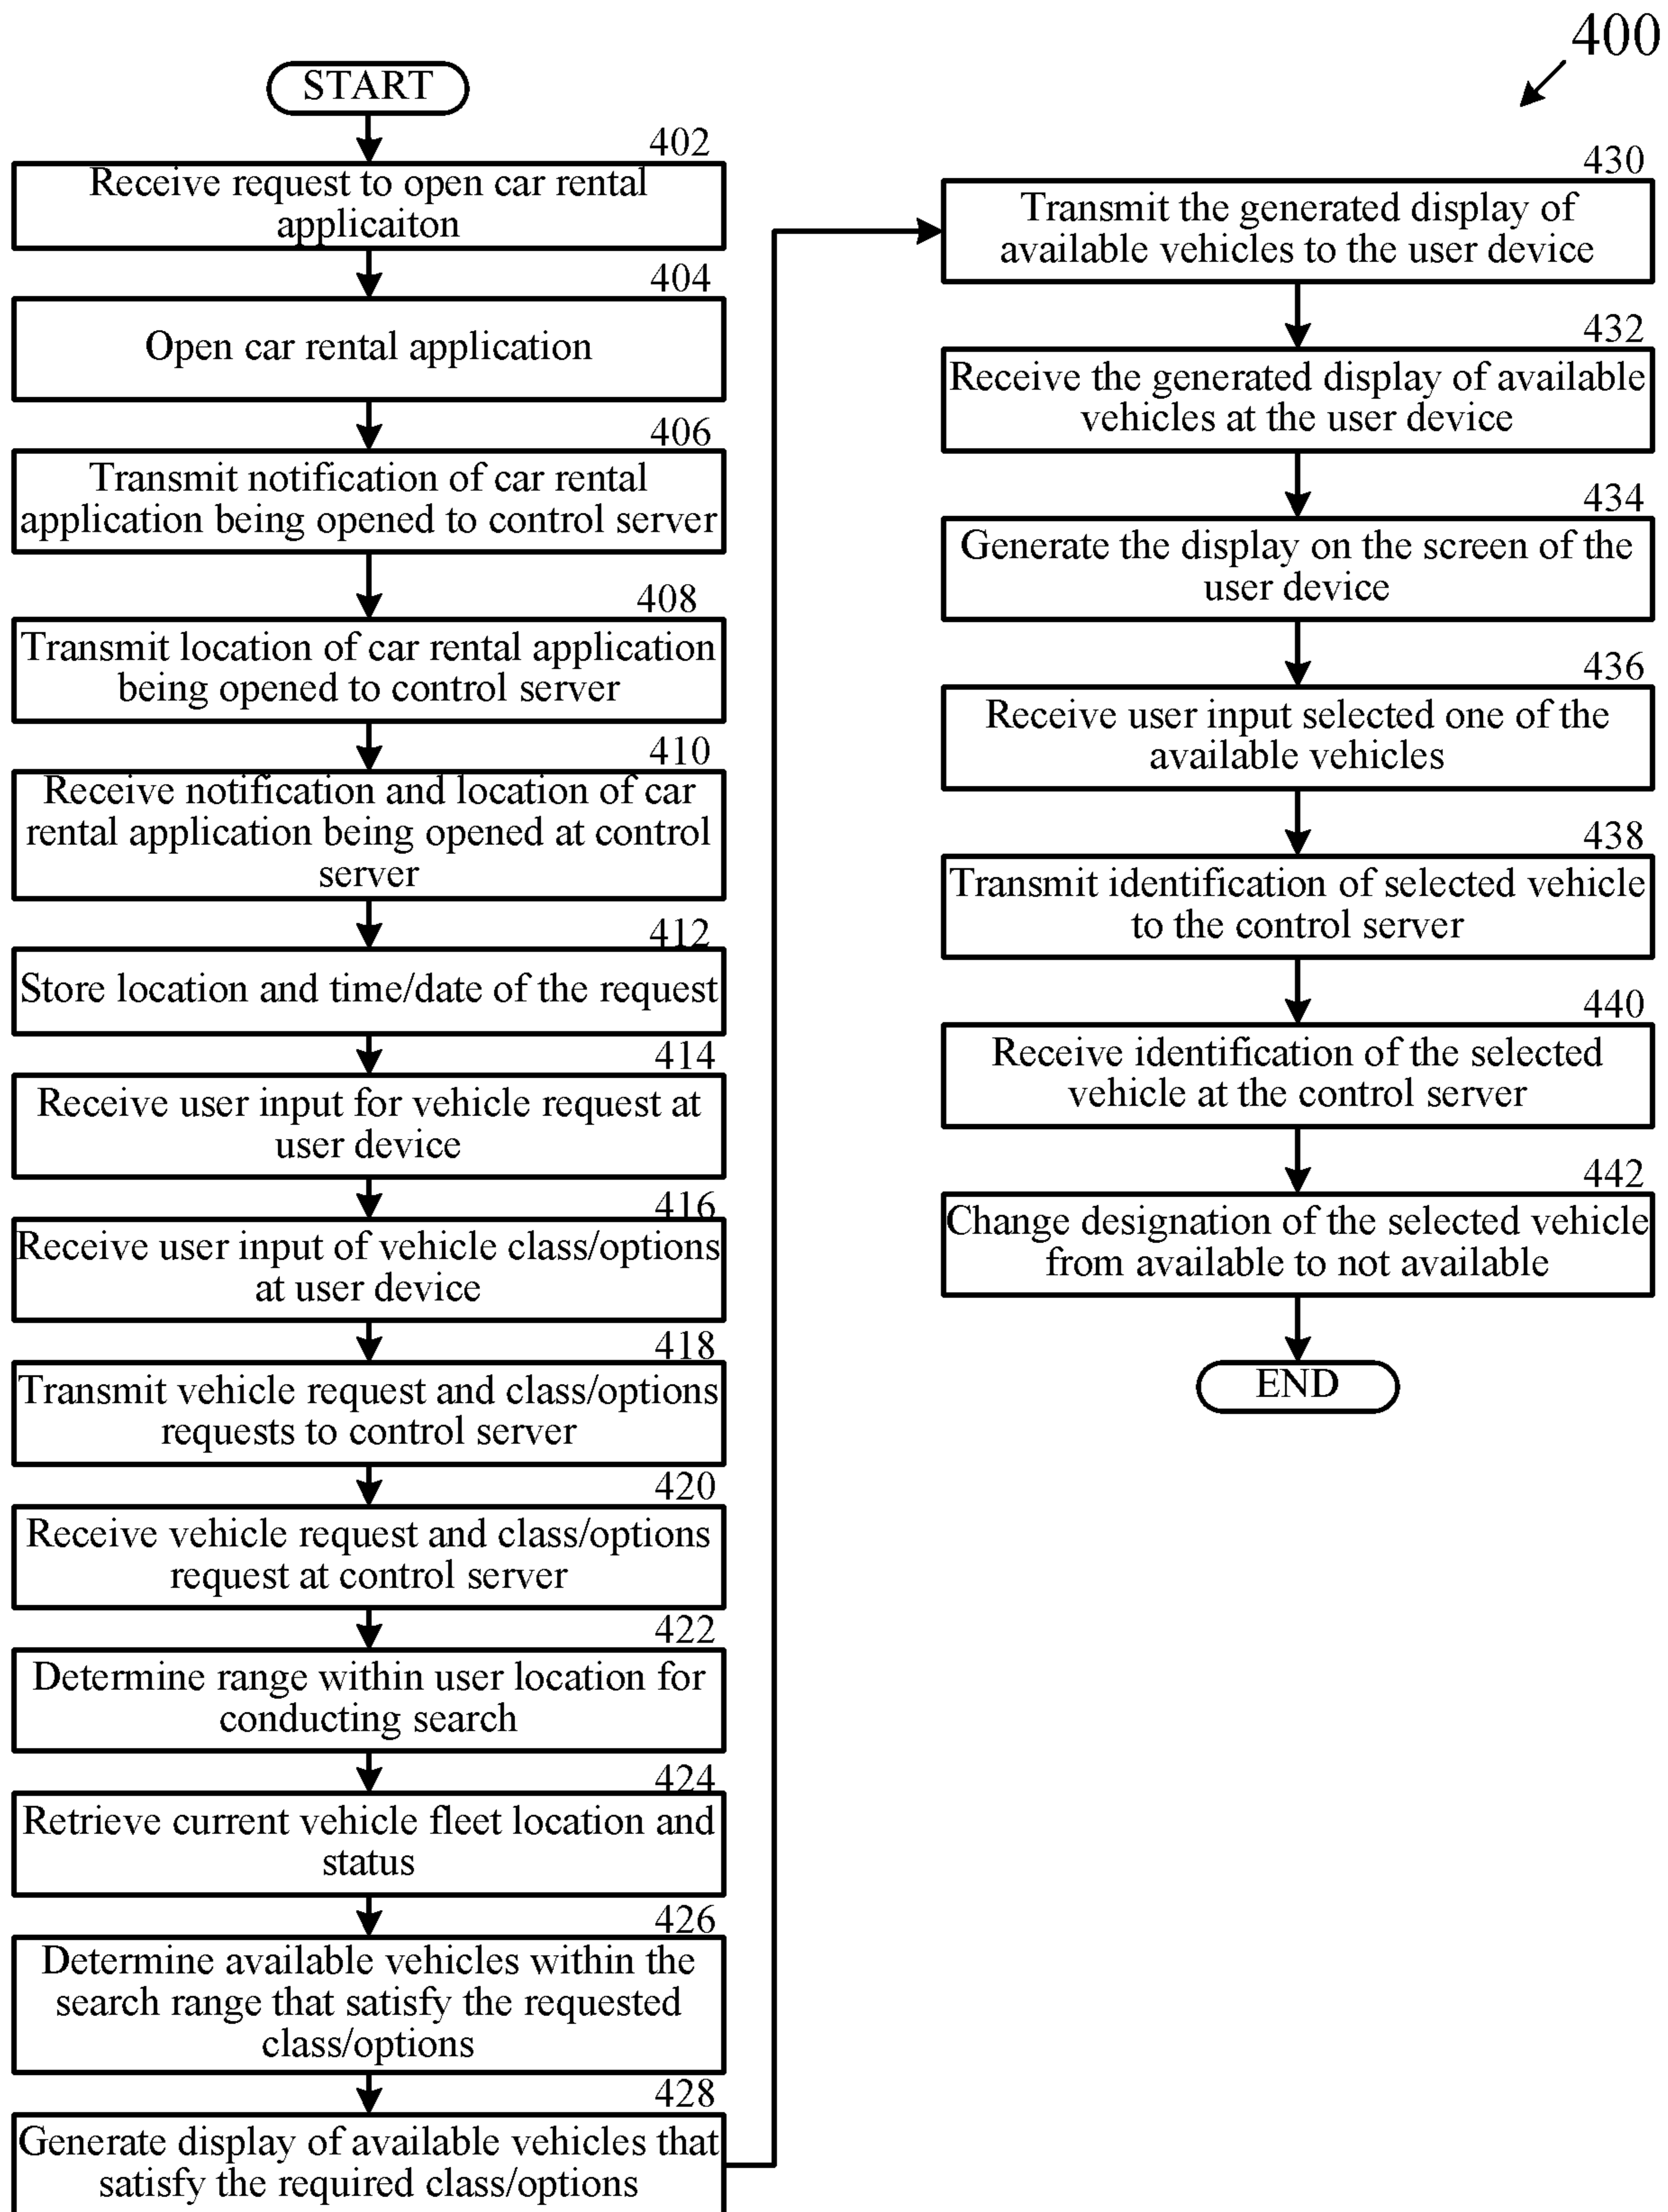 400
START
402
Receive request to open car rental
applicaiton
404
Open car rental application
406
Transmit notification of car rental
application being opened to control server
408
Transmit location of car rental application
being opened to control server
410
Receive notification and location of car
rental application being opened at control
server
412
Store location and time/date of the request
414
Receive user input for vehicle request at
user device
416
Receive user input of vehicle class/options
at user device
418
Transmit vehicle request and class/options
requests to control server
420
Receive vehicle request and class/options
request at control server
422
Determine range within user location for
conducting search
424
Retrieve current vehicle fleet location and
status
426
Determine available vehicles within the
search range that satisfy the requested
class/options
428
Generate display of available vehicles that
satisfy the required class/options
430
Transmit the generated display of
available vehicles to the user device
432
Receive the generated display of available
vehicles at the user device
434
Generate the display on the screen of the
user device
436
Receive user input selected one of the
available vehicles
438
Transmit identification of selected vehicle
to the control server
440
Receive identification of the selected
vehicle at the control server
442
Change designation of the selected vehicle
from available to not available
END